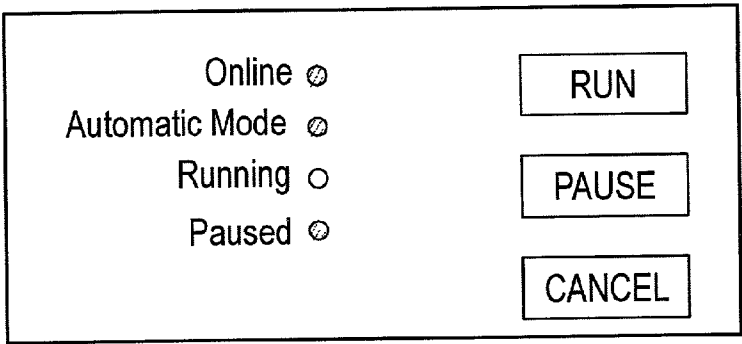 Online
Automatic Mode
Running
Paused
RUN
PAUSE
CANCEL